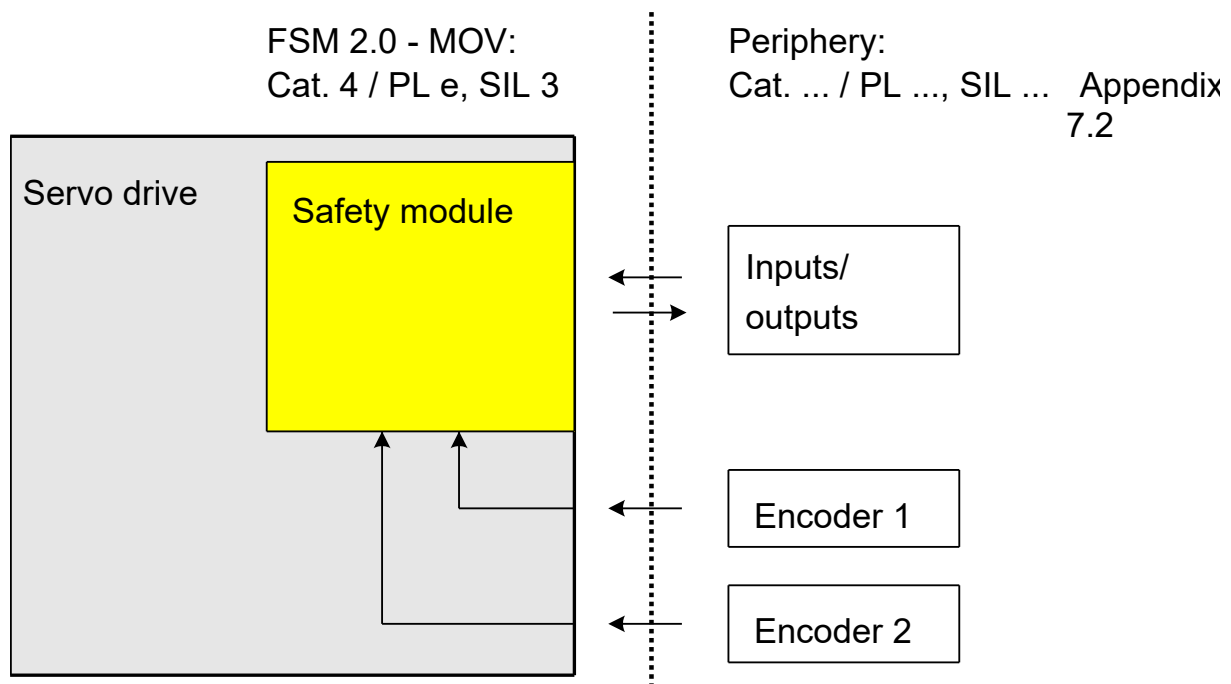 FSM 2.0 - MOV:
Cat. 4 / PL e, SIL 3
Periphery:
Cat. ... / PL ..., SIL ... Appendix
7.2
Servo drive
Safety module
Inputs/
outputs
Encoder 1
Encoder 2